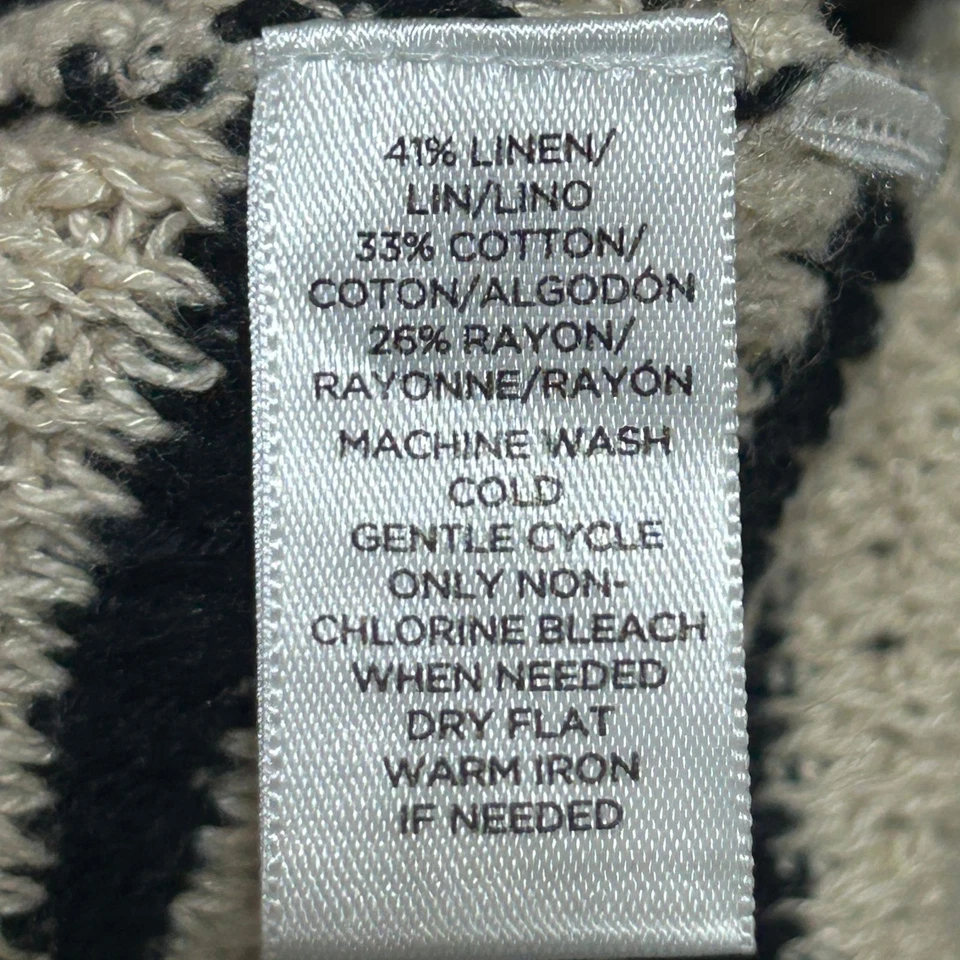 41% LINEN/
LIN/LINO
33% COTTON/
COTON/ALGODÓN
26% RAYON/
RAYONNE/RAYÓN
MACHINE WASH
COLD
GENTLE CYCLE
ONLY NON-
CHLORINE BLEACH
WHEN NEEDED
DRY FLAT
WARM IRON
IF NEEDED